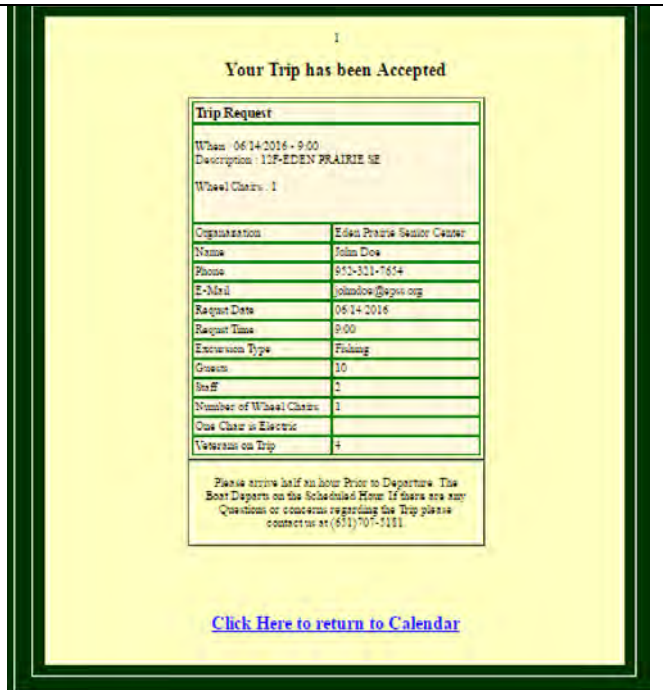 1
Your Trip has been Accepted
Trip Request
When : 06/14/2016 - 9:00
Description : 12F-EDEN PRAIRIE SE
Wheel Chairs : 1
Organization Eden Prairie Senior Center
Name John Doe
Phone 952-321-7654
E-Mail johndoe@epsc.org
Requst Date 06/14/2016
Requst Time 9:00
Excursion Type Fishing
Guests 10
Staff 2
Number of Wheel Chairs 1
One Chair is Electric
Veterans on Trip 4
Please arrive half an hour Prior to Departure. The
Boat Departs on the Scheduled Hour. If there are any
Questions or concerns regarding the Trip please
contact us at (651)707-5181
Click Here to return to Calendar